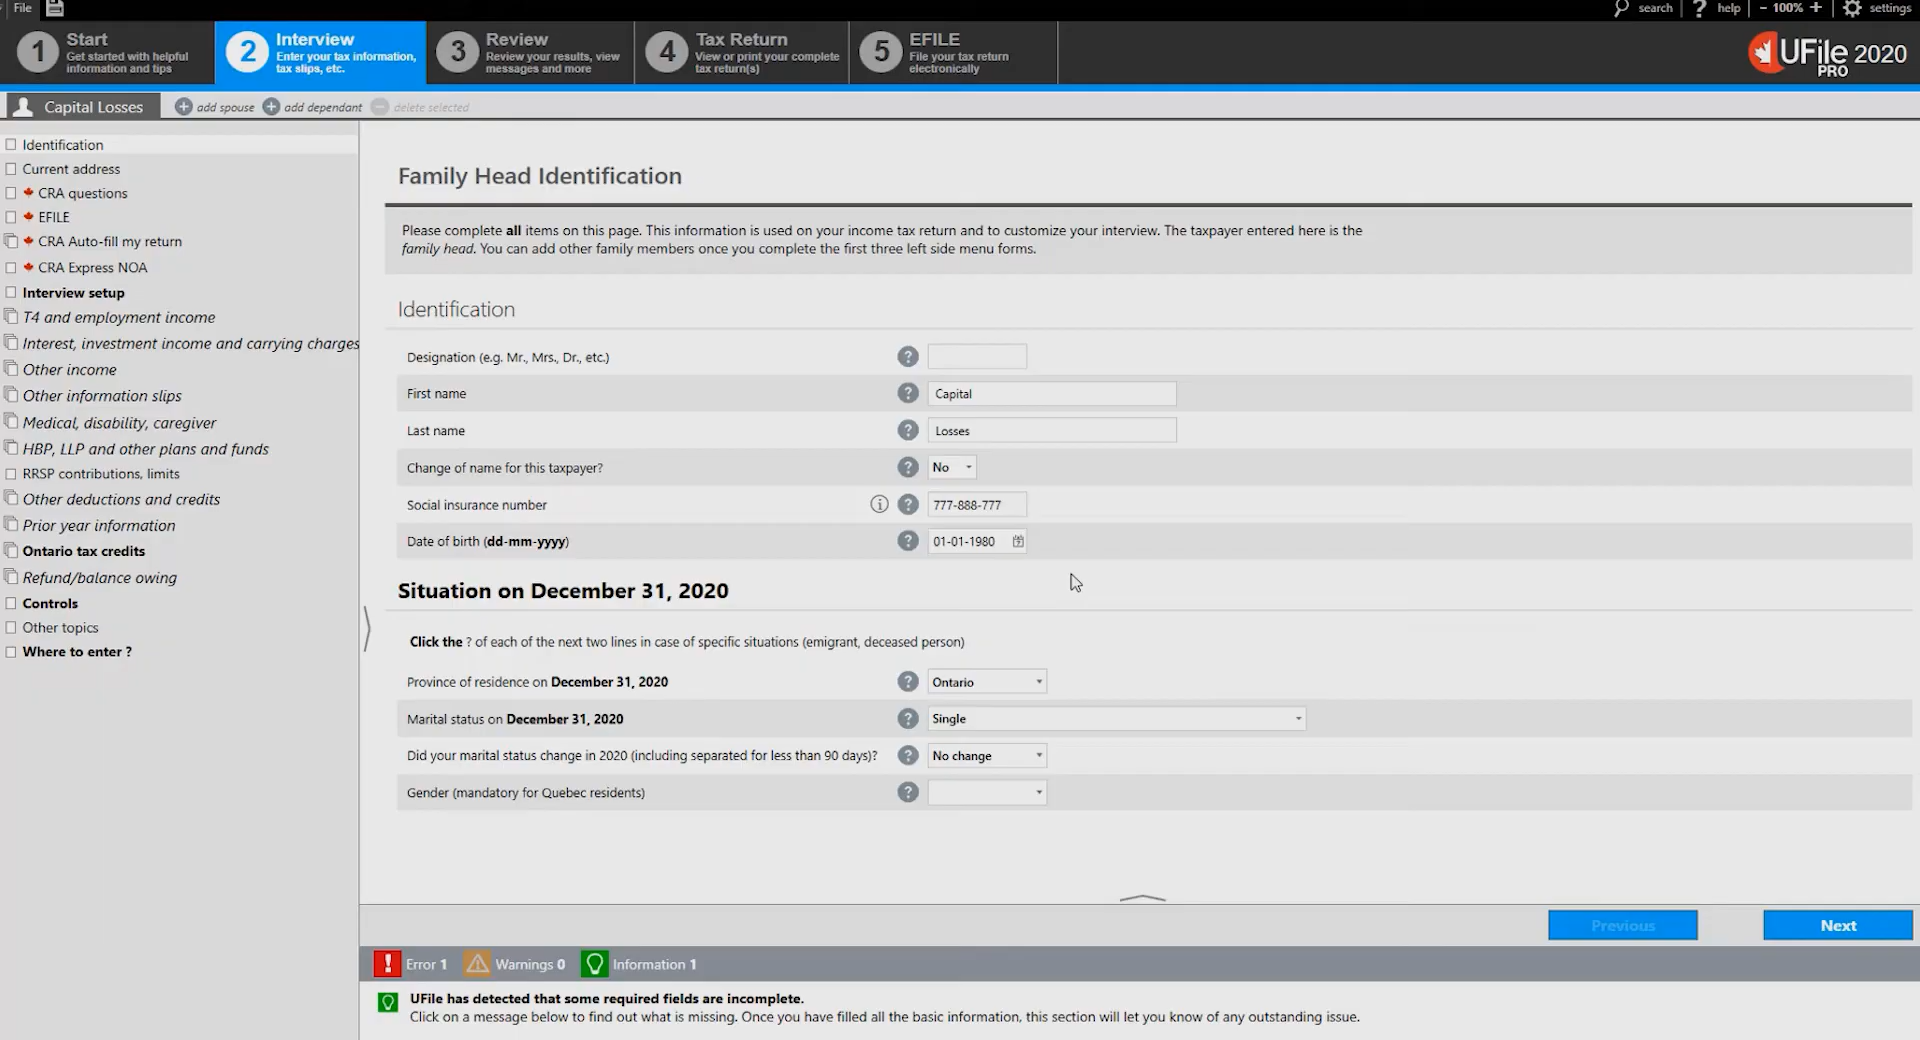 File
search
? help
− 100% +
settings
1 Start
Get started with helpful
information and tips
2 Interview
Enter your tax information,
tax slips, etc.
3 Review
Review your results, view
messages and more
4 Tax Return
View or print your complete
tax return(s)
5 EFILE
File your tax return
electronically
UFile 2020
PRO
Capital Losses
+ add spouse
+ add dependant
− delete selected
Identification
Current address
CRA questions
EFILE
CRA Auto-fill my return
CRA Express NOA
Interview setup
T4 and employment income
Interest, investment income and carrying charges
Other income
Other information slips
Medical, disability, caregiver
HBP, LLP and other plans and funds
RRSP contributions, limits
Other deductions and credits
Prior year information
Ontario tax credits
Refund/balance owing
Controls
Other topics
Where to enter ?
Family Head Identification
Please complete all items on this page. This information is used on your income tax return and to customize your interview. The taxpayer entered here is the
family head. You can add other family members once you complete the first three left side menu forms.
Identification
Designation (e.g. Mr., Mrs., Dr., etc.) ?
First name ? Capital
Last name ? Losses
Change of name for this taxpayer? ? No
Social insurance number i ? 777-888-777
Date of birth (dd-mm-yyyy) ? 01-01-1980
Situation on December 31, 2020
Click the ? of each of the next two lines in case of specific situations (emigrant, deceased person)
Province of residence on December 31, 2020 ? Ontario
Marital status on December 31, 2020 ? Single
Did your marital status change in 2020 (including separated for less than 90 days)? ? No change
Gender (mandatory for Quebec residents) ?
Previous
Next
! Error 1
Warnings 0
Information 1
UFile has detected that some required fields are incomplete.
Click on a message below to find out what is missing. Once you have filled all the basic information, this section will let you know of any outstanding issue.